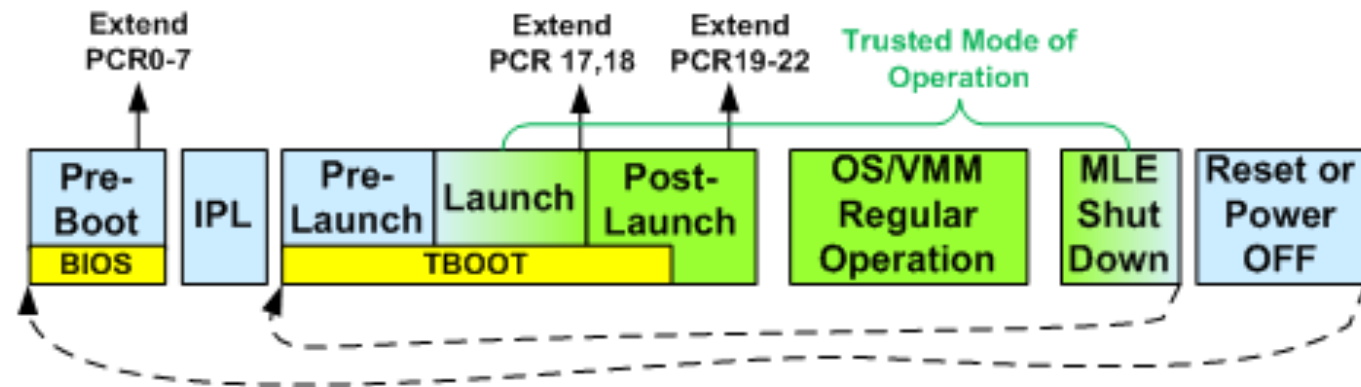 Extend
PCR0-7
Extend
PCR 17,18
Extend
PCR19-22
Trusted Mode of
Operation
Pre-
Boot
BIOS
IPL
Pre-
Launch
Launch
Post-
Launch
TBOOT
OS/VMM
Regular
Operation
MLE
Shut
Down
Reset or
Power
OFF